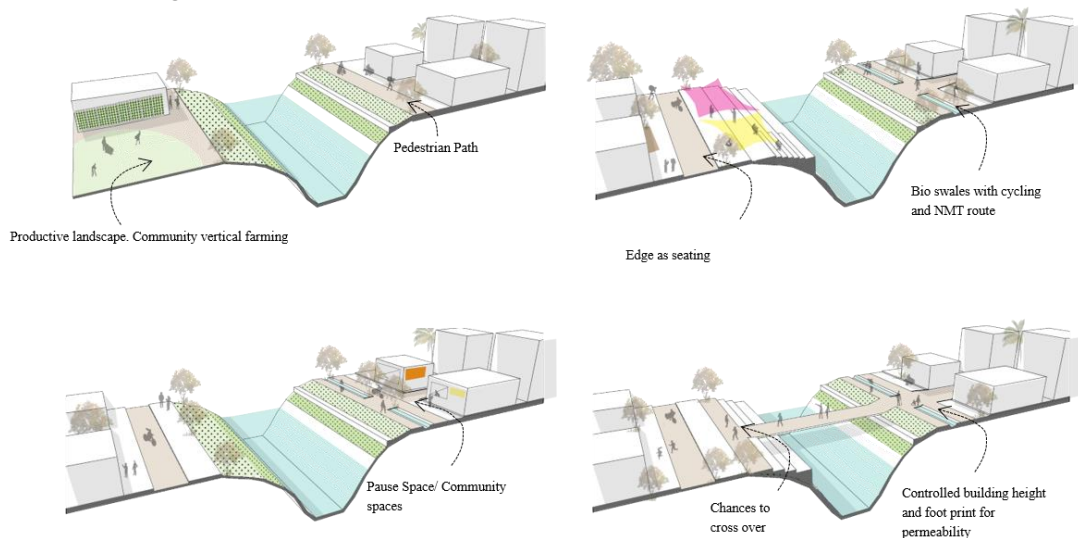 Pedestrian Path
Productive landscape. Community vertical farming
Bio swales with cycling
and NMT route
Edge as seating
Pause Space/ Community
spaces
Chances to
cross over
Controlled building height
and foot print for
permeability